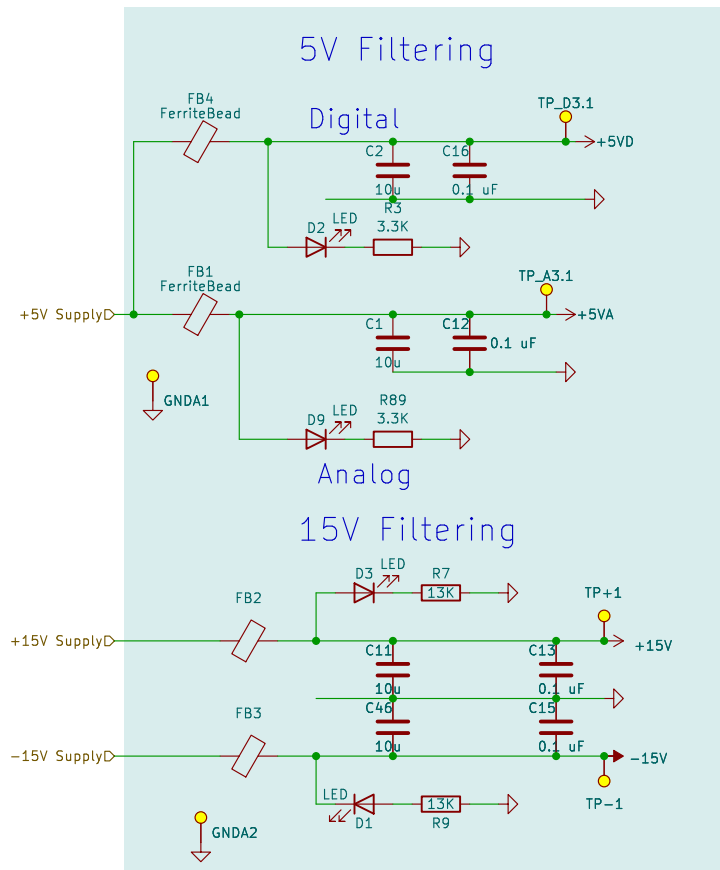 5V Filtering
FB4
FerriteBead
Digital
TP_D3.1
+5VD
C2
C16
10u
0.1 uF
R3
3.3K
D2
LED
FB1
FerriteBead
TP_A3.1
+5V Supply
+5VA
C1
C12
0.1 uF
10u
GNDA1
R89
3.3K
D9
LED
Analog
15V Filtering
D3
LED
R7
13K
FB2
TP+1
+15V Supply
+15V
C11
C13
10u
0.1 uF
C46
C15
FB3
10u
0.1 uF
-15V Supply
-15V
LED
D1
13K
R9
TP-1
GNDA2